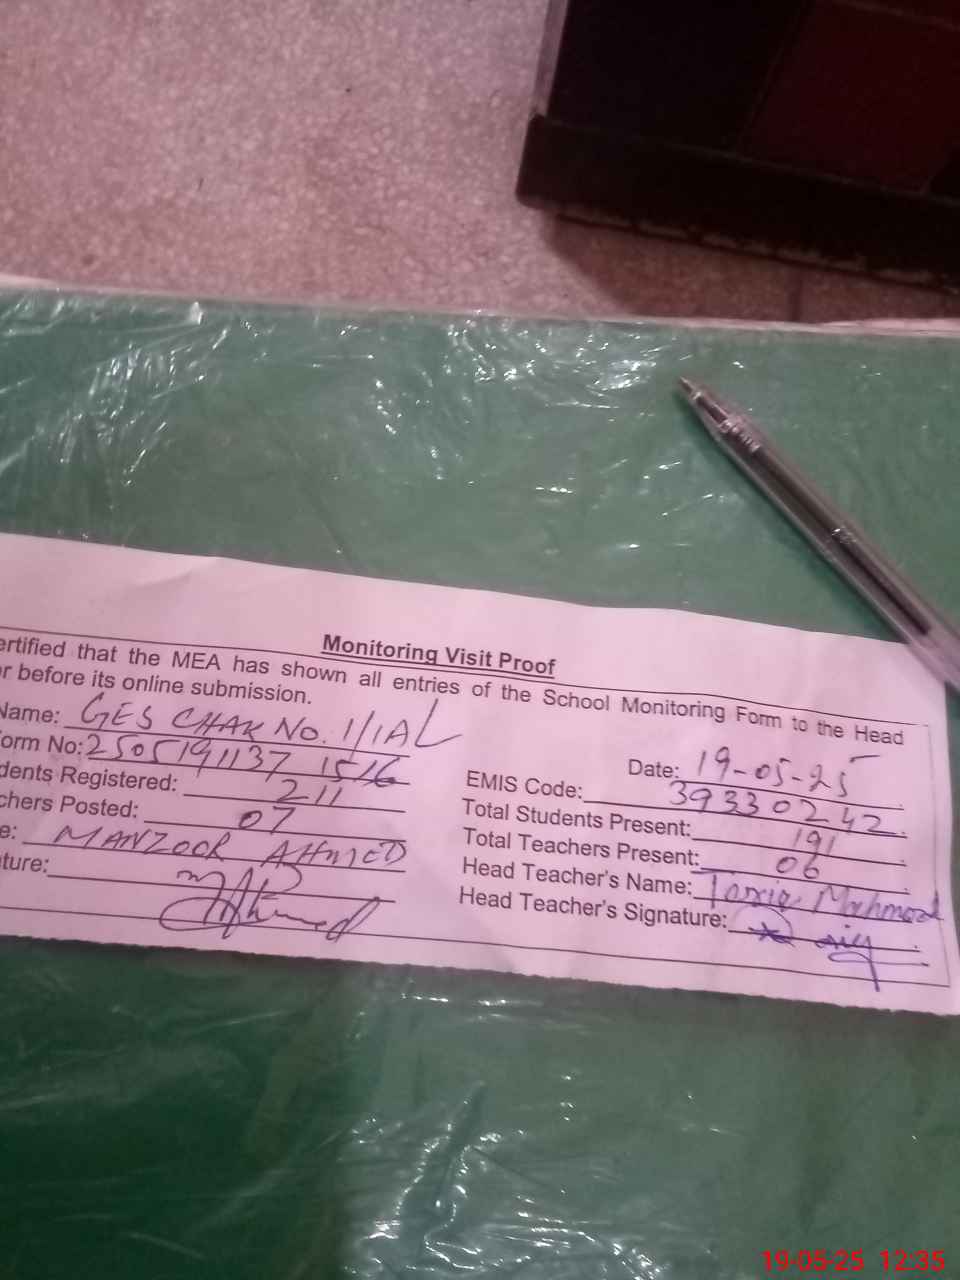 Monitoring Visit Proof
ertified that the MEA has shown all entries of the School Monitoring Form to the Head
r before its online submission.
Name: GES CHAK No. 1/1AL
Date: 19-05-25
orm No: 2505191137 1516
EMIS Code: 39330242
dents Registered: 211
Total Students Present: 191
chers Posted: 07
Total Teachers Present: 06
e: MANZOOR AHMED
Head Teacher's Name: Mahmood
ture:
Head Teacher's Signature:
19-05-25 12:35